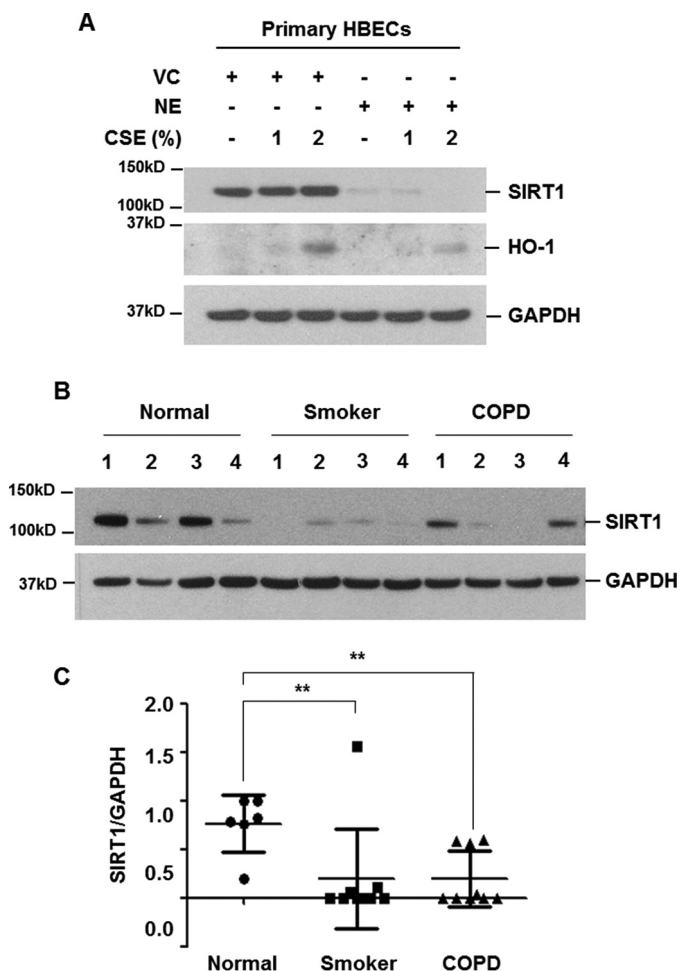 A
Primary HBECs
VC + + + - - -
NE - - - + + +
CSE (%) - 1 2 - 1 2
150kD
SIRT1
100kD
37kD
HO-1
37kD
GAPDH
B
Normal Smoker COPD
1 2 3 4 1 2 3 4 1 2 3 4
150kD
SIRT1
100kD
37kD
GAPDH
C
**
**
2.0
1.5
1.0
0.5
0.0
SIRT1/GAPDH
Normal Smoker COPD